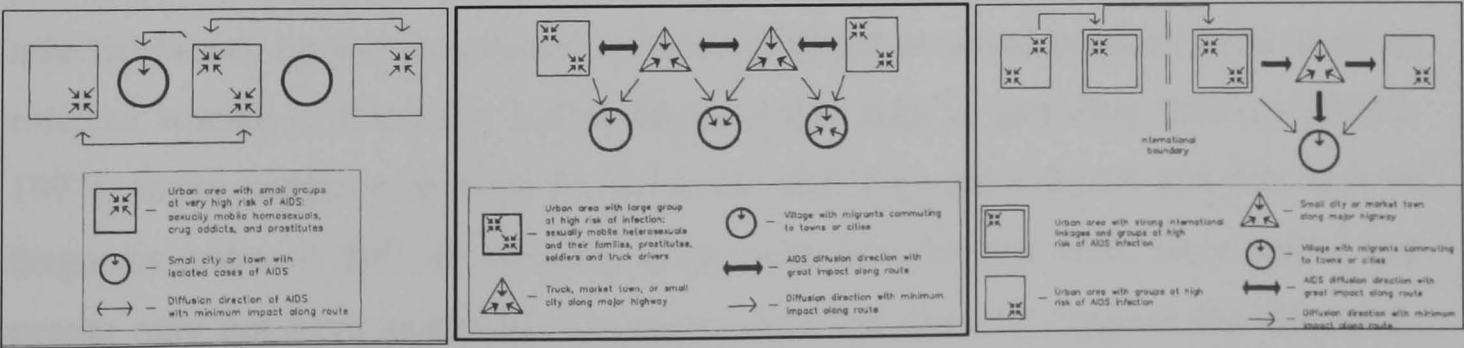 Urban area with small groups
at very high risk of AIDS:
sexually mobile homosexuals,
drug addicts, and prostitutes
Small city or town with
isolated cases of AIDS
Diffusion direction of AIDS
with minimum impact along route
Urban area with large group
at high risk of infection:
sexually mobile heterosexuals
and their families, prostitutes,
soldiers and truck drivers
Truck, market town, or small
city along major highway
Village with migrants commuting
to towns or cities
AIDS diffusion direction with
great impact along route
Diffusion direction with minimum
impact along route
International
boundary
Urban area with strong international
linkages and groups at high
risk of AIDS infection
Urban area with groups at high
risk of AIDS infection
Small city or market town
along major highway
Village with migrants commuting
to towns or cities
AIDS diffusion direction with
great impact along route
Diffusion direction with minimum
impact along route